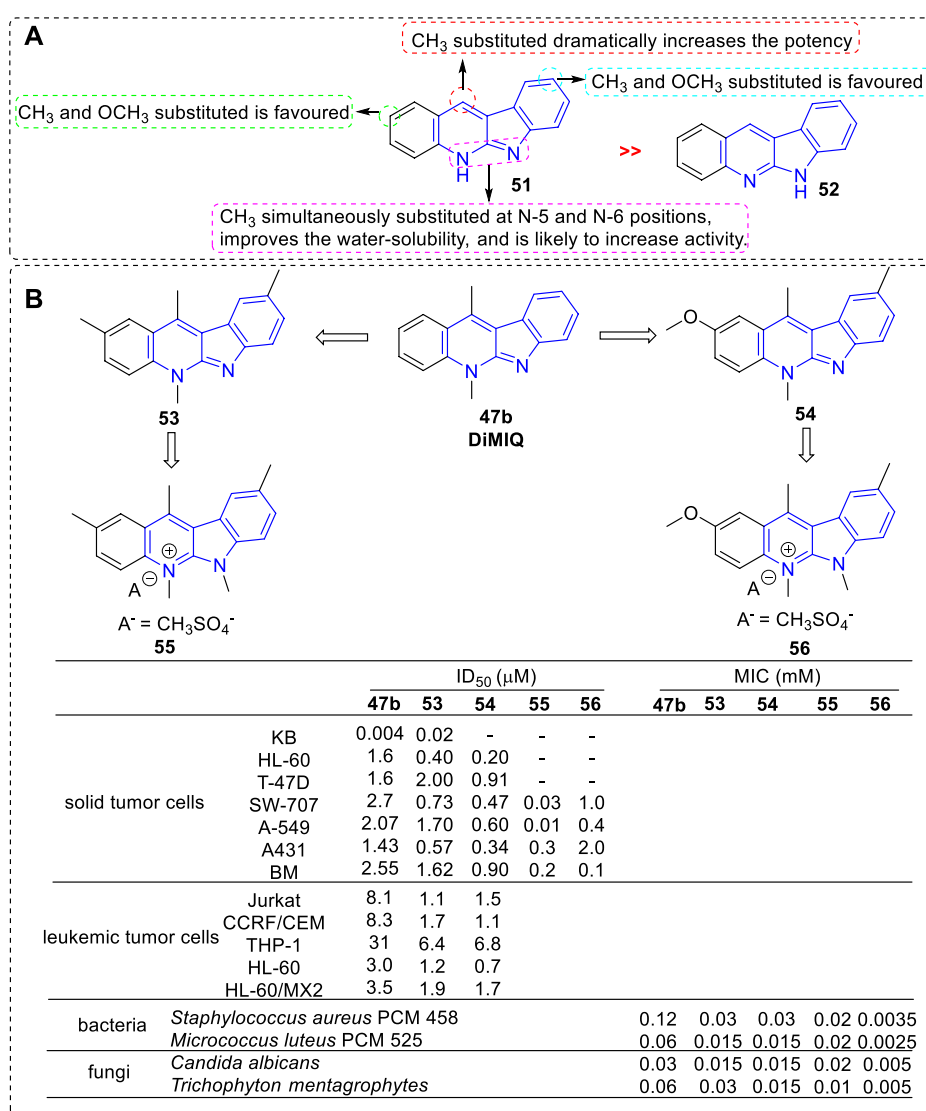 A
CH₃ substituted dramatically increases the potency
CH₃ and OCH₃ substituted is favoured
CH₃ and OCH₃ substituted is favoured
N
H
N
51
>>
N
N
H
52
CH₃ simultaneously substituted at N-5 and N-6 positions,
improves the water-solubility, and is likely to increase activity.
B
N
N
53
N
N
47b
DiMIQ
O
N
N
54
N
+
N
A
−
A⁻ = CH₃SO₄⁻
55
O
N
+
N
A
−
A⁻ = CH₃SO₄⁻
56
ID₅₀ (μM) MIC (mM)
47b 53 54 55 56 47b 53 54 55 56
KB 0.004 0.02 - - -
HL-60 1.6 0.40 0.20 - -
T-47D 1.6 2.00 0.91 - -
solid tumor cells SW-707 2.7 0.73 0.47 0.03 1.0
A-549 2.07 1.70 0.60 0.01 0.4
A431 1.43 0.57 0.34 0.3 2.0
BM 2.55 1.62 0.90 0.2 0.1
Jurkat 8.1 1.1 1.5
CCRF/CEM 8.3 1.7 1.1
leukemic tumor cells THP-1 31 6.4 6.8
HL-60 3.0 1.2 0.7
HL-60/MX2 3.5 1.9 1.7
bacteria Staphylococcus aureus PCM 458 0.12 0.03 0.03 0.02 0.0035
Micrococcus luteus PCM 525 0.06 0.015 0.015 0.02 0.0025
fungi Candida albicans 0.03 0.015 0.015 0.02 0.005
Trichophyton mentagrophytes 0.06 0.03 0.015 0.01 0.005